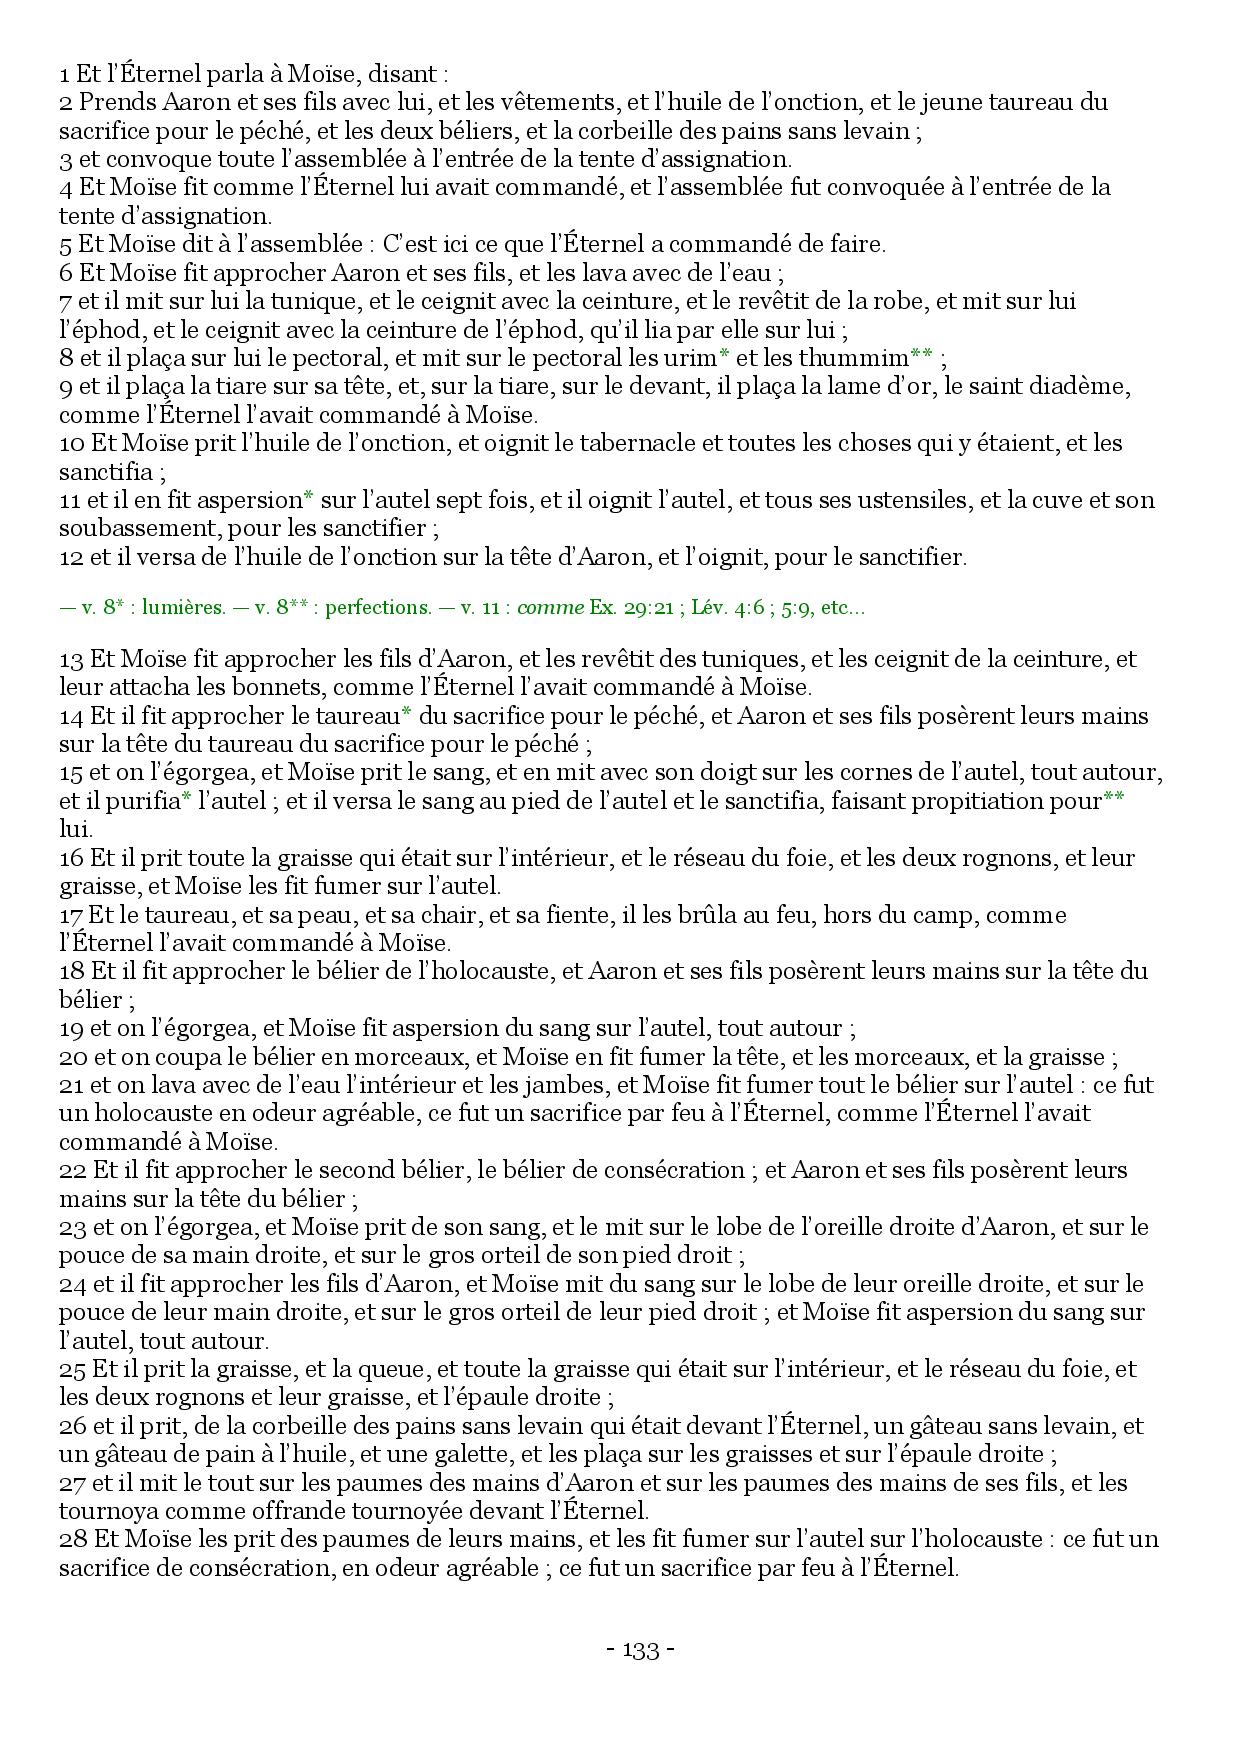 1 Et l’Éternel parla à Moïse, disant :
2 Prends Aaron et ses fils avec lui, et les vêtements, et l’huile de l’onction, et le jeune taureau du
sacrifice pour le péché, et les deux béliers, et la corbeille des pains sans levain ;
3 et convoque toute l’assemblée à l’entrée de la tente d’assignation.
4 Et Moïse fit comme l’Éternel lui avait commandé, et l’assemblée fut convoquée à l’entrée de la
tente d’assignation.
5 Et Moïse dit à l’assemblée : C’est ici ce que l’Éternel a commandé de faire.
6 Et Moïse fit approcher Aaron et ses fils, et les lava avec de l’eau ;
7 et il mit sur lui la tunique, et le ceignit avec la ceinture, et le revêtit de la robe, et mit sur lui
l’éphod, et le ceignit avec la ceinture de l’éphod, qu’il lia par elle sur lui ;
8 et il plaça sur lui le pectoral, et mit sur le pectoral les urim* et les thummim** ;
9 et il plaça la tiare sur sa tête, et, sur la tiare, sur le devant, il plaça la lame d’or, le saint diadème,
comme l’Éternel l’avait commandé à Moïse.
10 Et Moïse prit l’huile de l’onction, et oignit le tabernacle et toutes les choses qui y étaient, et les
sanctifia ;
11 et il en fit aspersion* sur l’autel sept fois, et il oignit l’autel, et tous ses ustensiles, et la cuve et son
soubassement, pour les sanctifier ;
12 et il versa de l’huile de l’onction sur la tête d’Aaron, et l’oignit, pour le sanctifier.
— v. 8* : lumières. — v. 8** : perfections. — v. 11 : comme Ex. 29:21 ; Lév. 4:6 ; 5:9, etc…
13 Et Moïse fit approcher les fils d’Aaron, et les revêtit des tuniques, et les ceignit de la ceinture, et
leur attacha les bonnets, comme l’Éternel l’avait commandé à Moïse.
14 Et il fit approcher le taureau* du sacrifice pour le péché, et Aaron et ses fils posèrent leurs mains
sur la tête du taureau du sacrifice pour le péché ;
15 et on l’égorgea, et Moïse prit le sang, et en mit avec son doigt sur les cornes de l’autel, tout autour,
et il purifia* l’autel ; et il versa le sang au pied de l’autel et le sanctifia, faisant propitiation pour**
lui.
16 Et il prit toute la graisse qui était sur l’intérieur, et le réseau du foie, et les deux rognons, et leur
graisse, et Moïse les fit fumer sur l’autel.
17 Et le taureau, et sa peau, et sa chair, et sa fiente, il les brûla au feu, hors du camp, comme
l’Éternel l’avait commandé à Moïse.
18 Et il fit approcher le bélier de l’holocauste, et Aaron et ses fils posèrent leurs mains sur la tête du
bélier ;
19 et on l’égorgea, et Moïse fit aspersion du sang sur l’autel, tout autour ;
20 et on coupa le bélier en morceaux, et Moïse en fit fumer la tête, et les morceaux, et la graisse ;
21 et on lava avec de l’eau l’intérieur et les jambes, et Moïse fit fumer tout le bélier sur l’autel : ce fut
un holocauste en odeur agréable, ce fut un sacrifice par feu à l’Éternel, comme l’Éternel l’avait
commandé à Moïse.
22 Et il fit approcher le second bélier, le bélier de consécration ; et Aaron et ses fils posèrent leurs
mains sur la tête du bélier ;
23 et on l’égorgea, et Moïse prit de son sang, et le mit sur le lobe de l’oreille droite d’Aaron, et sur le
pouce de sa main droite, et sur le gros orteil de son pied droit ;
24 et il fit approcher les fils d’Aaron, et Moïse mit du sang sur le lobe de leur oreille droite, et sur le
pouce de leur main droite, et sur le gros orteil de leur pied droit ; et Moïse fit aspersion du sang sur
l’autel, tout autour.
25 Et il prit la graisse, et la queue, et toute la graisse qui était sur l’intérieur, et le réseau du foie, et
les deux rognons et leur graisse, et l’épaule droite ;
26 et il prit, de la corbeille des pains sans levain qui était devant l’Éternel, un gâteau sans levain, et
un gâteau de pain à l’huile, et une galette, et les plaça sur les graisses et sur l’épaule droite ;
27 et il mit le tout sur les paumes des mains d’Aaron et sur les paumes des mains de ses fils, et les
tournoya comme offrande tournoyée devant l’Éternel.
28 Et Moïse les prit des paumes de leurs mains, et les fit fumer sur l’autel sur l’holocauste : ce fut un
sacrifice de consécration, en odeur agréable ; ce fut un sacrifice par feu à l’Éternel.
- 133 -